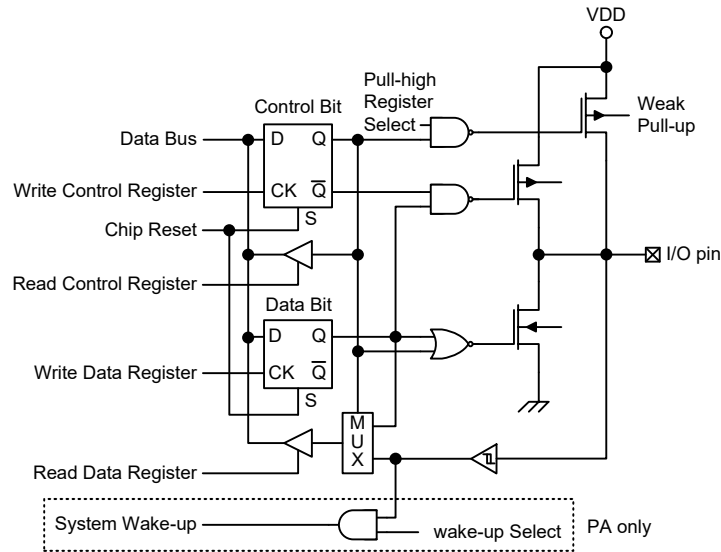 VDD
Control Bit
Pull-high
Register
Select
Weak
Pull-up
Data Bus
D Q
Write Control Register
CK Q̅
S
Chip Reset
I/O pin
Read Control Register
Data Bit
D Q
Write Data Register
CK Q̅
S
M
U
X
Read Data Register
System Wake-up
wake-up Select
PA only